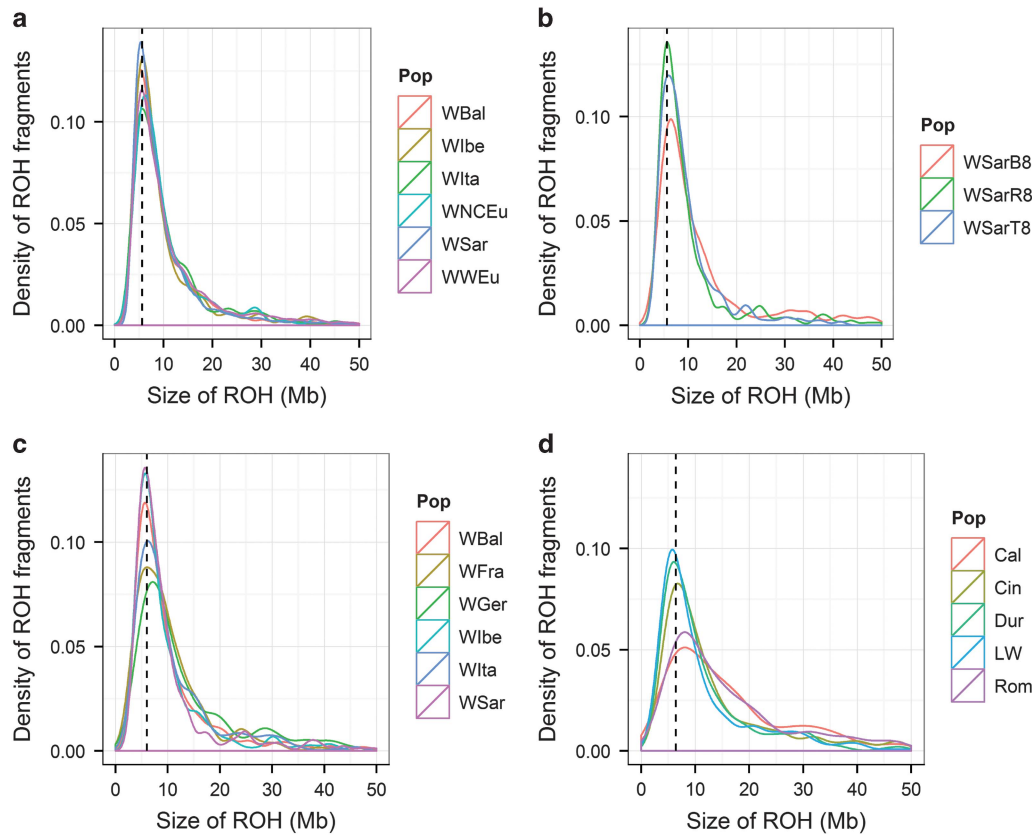 a
Density of ROH fragments
0.10
0.05
0.00
0 10 20 30 40 50
Size of ROH (Mb)
Pop
WBal
WIbe
WIta
WNCEu
WSar
WWEu
b
Density of ROH fragments
0.10
0.05
0.00
0 10 20 30 40 50
Size of ROH (Mb)
Pop
WSarB8
WSarR8
WSarT8
c
Density of ROH fragments
0.10
0.05
0.00
0 10 20 30 40 50
Size of ROH (Mb)
Pop
WBal
WFra
WGer
WIbe
WIta
WSar
d
Density of ROH fragments
0.10
0.05
0.00
0 10 20 30 40 50
Size of ROH (Mb)
Pop
Cal
Cin
Dur
LW
Rom